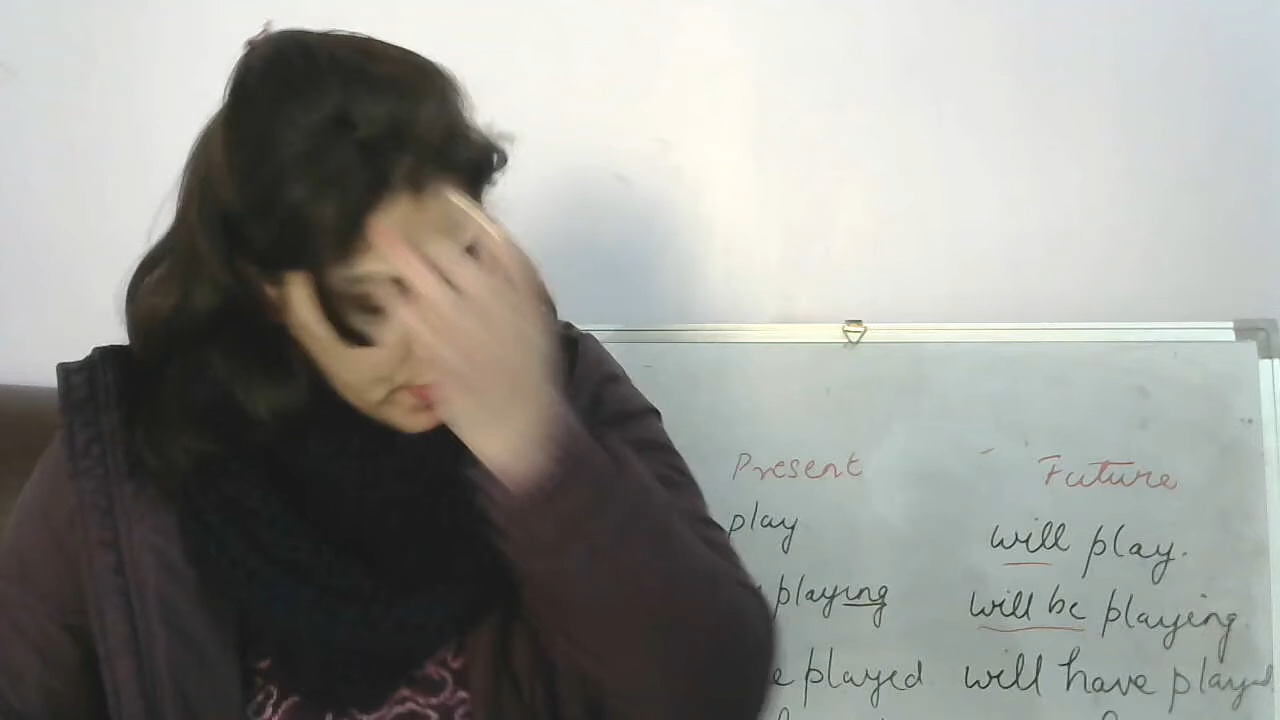 Present Future
play will play.
playing will be playing
played will have played